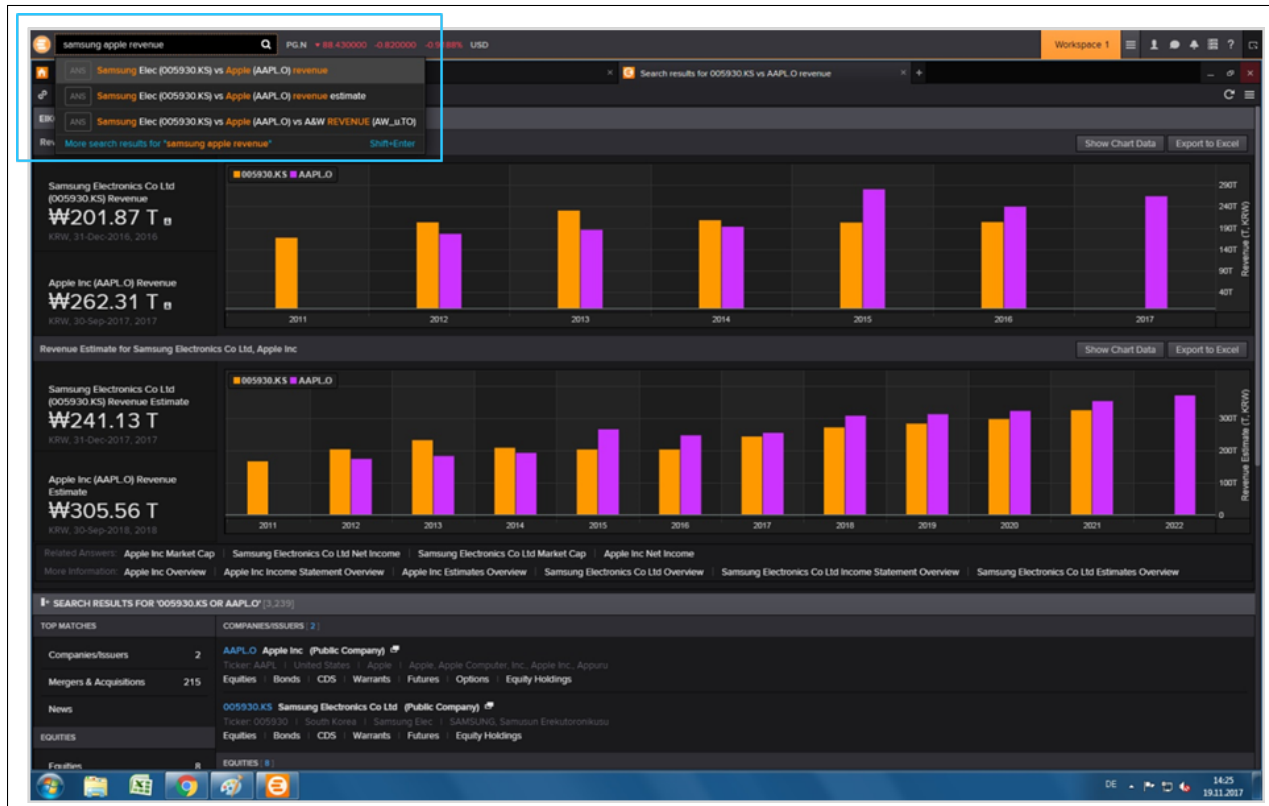 samsung apple revenue
PG.N ▼88.430000 -0.820000 -0.9188% USD
Workspace 1
?
ANS Samsung Elec (005930.KS) vs Apple (AAPL.O) revenue
Search results for 005930.KS vs AAPL.O revenue × +
ANS Samsung Elec (005930.KS) vs Apple (AAPL.O) revenue estimate
ANS Samsung Elec (005930.KS) vs Apple (AAPL.O) vs A&W REVENUE (AW_u.TO)
More search results for "samsung apple revenue" Shift+Enter
Show Chart Data Export to Excel
005930.KS AAPL.O
Samsung Electronics Co Ltd
(005930.KS) Revenue
₩201.87 T
KRW, 31-Dec-2016, 2016
Apple Inc (AAPL.O) Revenue
₩262.31 T
KRW, 30-Sep-2017, 2017
290T
240T
190T
140T
90T
40T
Revenue (T, KRW)
2011 2012 2013 2014 2015 2016 2017
Revenue Estimate for Samsung Electronics Co Ltd, Apple Inc
Show Chart Data Export to Excel
005930.KS AAPL.O
Samsung Electronics Co Ltd
(005930.KS) Revenue Estimate
₩241.13 T
KRW, 31-Dec-2017, 2017
Apple Inc (AAPL.O) Revenue
Estimate
₩305.56 T
KRW, 30-Sep-2018, 2018
300T
200T
100T
0
Revenue Estimate (T, KRW)
2011 2012 2013 2014 2015 2016 2017 2018 2019 2020 2021 2022
Related Answers: Apple Inc Market Cap | Samsung Electronics Co Ltd Net Income | Samsung Electronics Co Ltd Market Cap | Apple Inc Net Income
More Information: Apple Inc Overview | Apple Inc Income Statement Overview | Apple Inc Estimates Overview | Samsung Electronics Co Ltd Overview | Samsung Electronics Co Ltd Income Statement Overview | Samsung Electronics Co Ltd Estimates Overview
SEARCH RESULTS FOR '005930.KS OR AAPL.O' [3,239]
TOP MATCHES
Companies/Issuers 2
Mergers & Acquisitions 215
News
EQUITIES
Equities 8
COMPANIES/ISSUERS [ 2 ]
AAPL.O Apple Inc (Public Company)
Ticker: AAPL | United States | Apple | Apple, Apple Computer, Inc., Apple Inc., Appuru
Equities | Bonds | CDS | Warrants | Futures | Options | Equity Holdings
005930.KS Samsung Electronics Co Ltd (Public Company)
Ticker: 005930 | South Korea | Samsung Elec | SAMSUNG, Samusun Erekutoronikusu
Equities | Bonds | CDS | Warrants | Futures | Equity Holdings
EQUITIES [ 8 ]
DE
14:25
19.11.2017